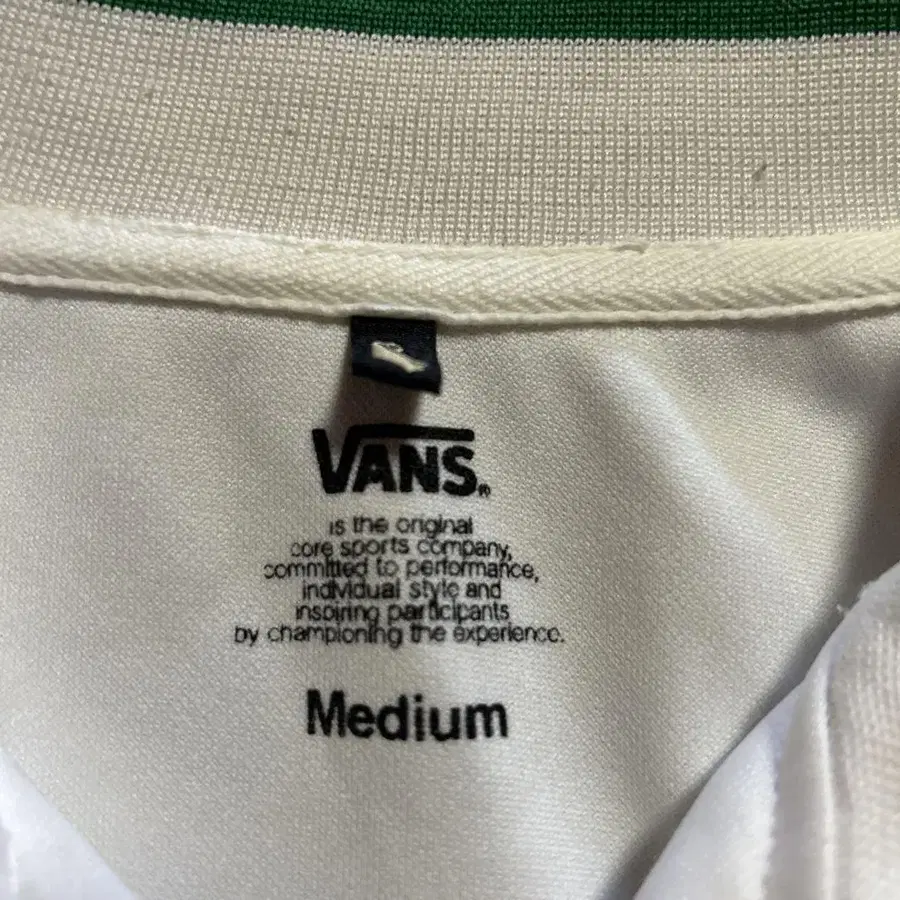 VANS®
is the original
core sports company,
committed to performance,
individual style and
inspiring participants
by championing the experience.
Medium